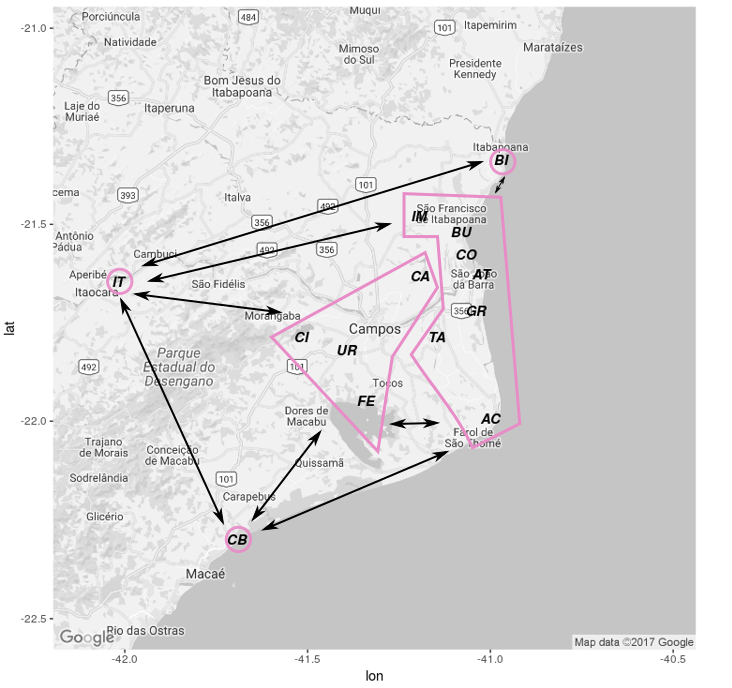 Porciúncula
484
Muqui
101
Itapemirim
-21.0
Natividade
Mimoso
do Sul
Marataízes
Presidente
Kennedy
Bom Jesus do
Itabapoana
356
Laje do
Muriaé
Itaperuna
Itabapoana
BI
101
cema
393
Italva
492
IM
São Francisco
de Itabapoana
-21.5
356
BU
Antônio
Pádua
Cambuci
492
356
CO
Aperibé
IT
CA
São João
da Barra
AT
Itaocara
São Fidélis
Morangaba
356
GR
lat
Campos
CI
TA
UR
Parque
Estadual do
Desengano
492
101
Tocos
FE
Dores de
Macabu
AC
-22.0
Farol de
São Thomé
Trajano
de Morais
Conceição
de Macabu
Quissamã
Sodrelândia
101
Carapebus
Glicério
CB
Macaé
-22.5
Rio das Ostras
Google
Map data ©2017 Google
-42.0
-41.5
-41.0
-40.5
lon